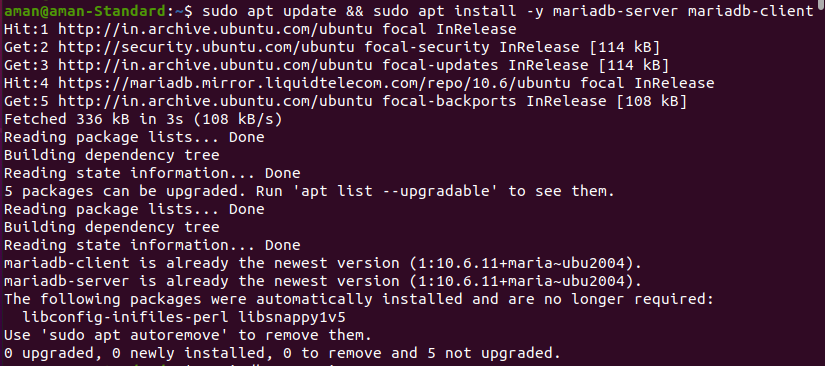 aman@aman-Standard:~$ sudo apt update && sudo apt install -y mariadb-server mariadb-client
Hit:1 http://in.archive.ubuntu.com/ubuntu focal InRelease
Get:2 http://security.ubuntu.com/ubuntu focal-security InRelease [114 kB]
Get:3 http://in.archive.ubuntu.com/ubuntu focal-updates InRelease [114 kB]
Hit:4 https://mariadb.mirror.liquidtelecom.com/repo/10.6/ubuntu focal InRelease
Get:5 http://in.archive.ubuntu.com/ubuntu focal-backports InRelease [108 kB]
Fetched 336 kB in 3s (108 kB/s)
Reading package lists... Done
Building dependency tree
Reading state information... Done
5 packages can be upgraded. Run 'apt list --upgradable' to see them.
Reading package lists... Done
Building dependency tree
Reading state information... Done
mariadb-client is already the newest version (1:10.6.11+maria~ubu2004).
mariadb-server is already the newest version (1:10.6.11+maria~ubu2004).
The following packages were automatically installed and are no longer required:
  libconfig-inifiles-perl libsnappy1v5
Use 'sudo apt autoremove' to remove them.
0 upgraded, 0 newly installed, 0 to remove and 5 not upgraded.